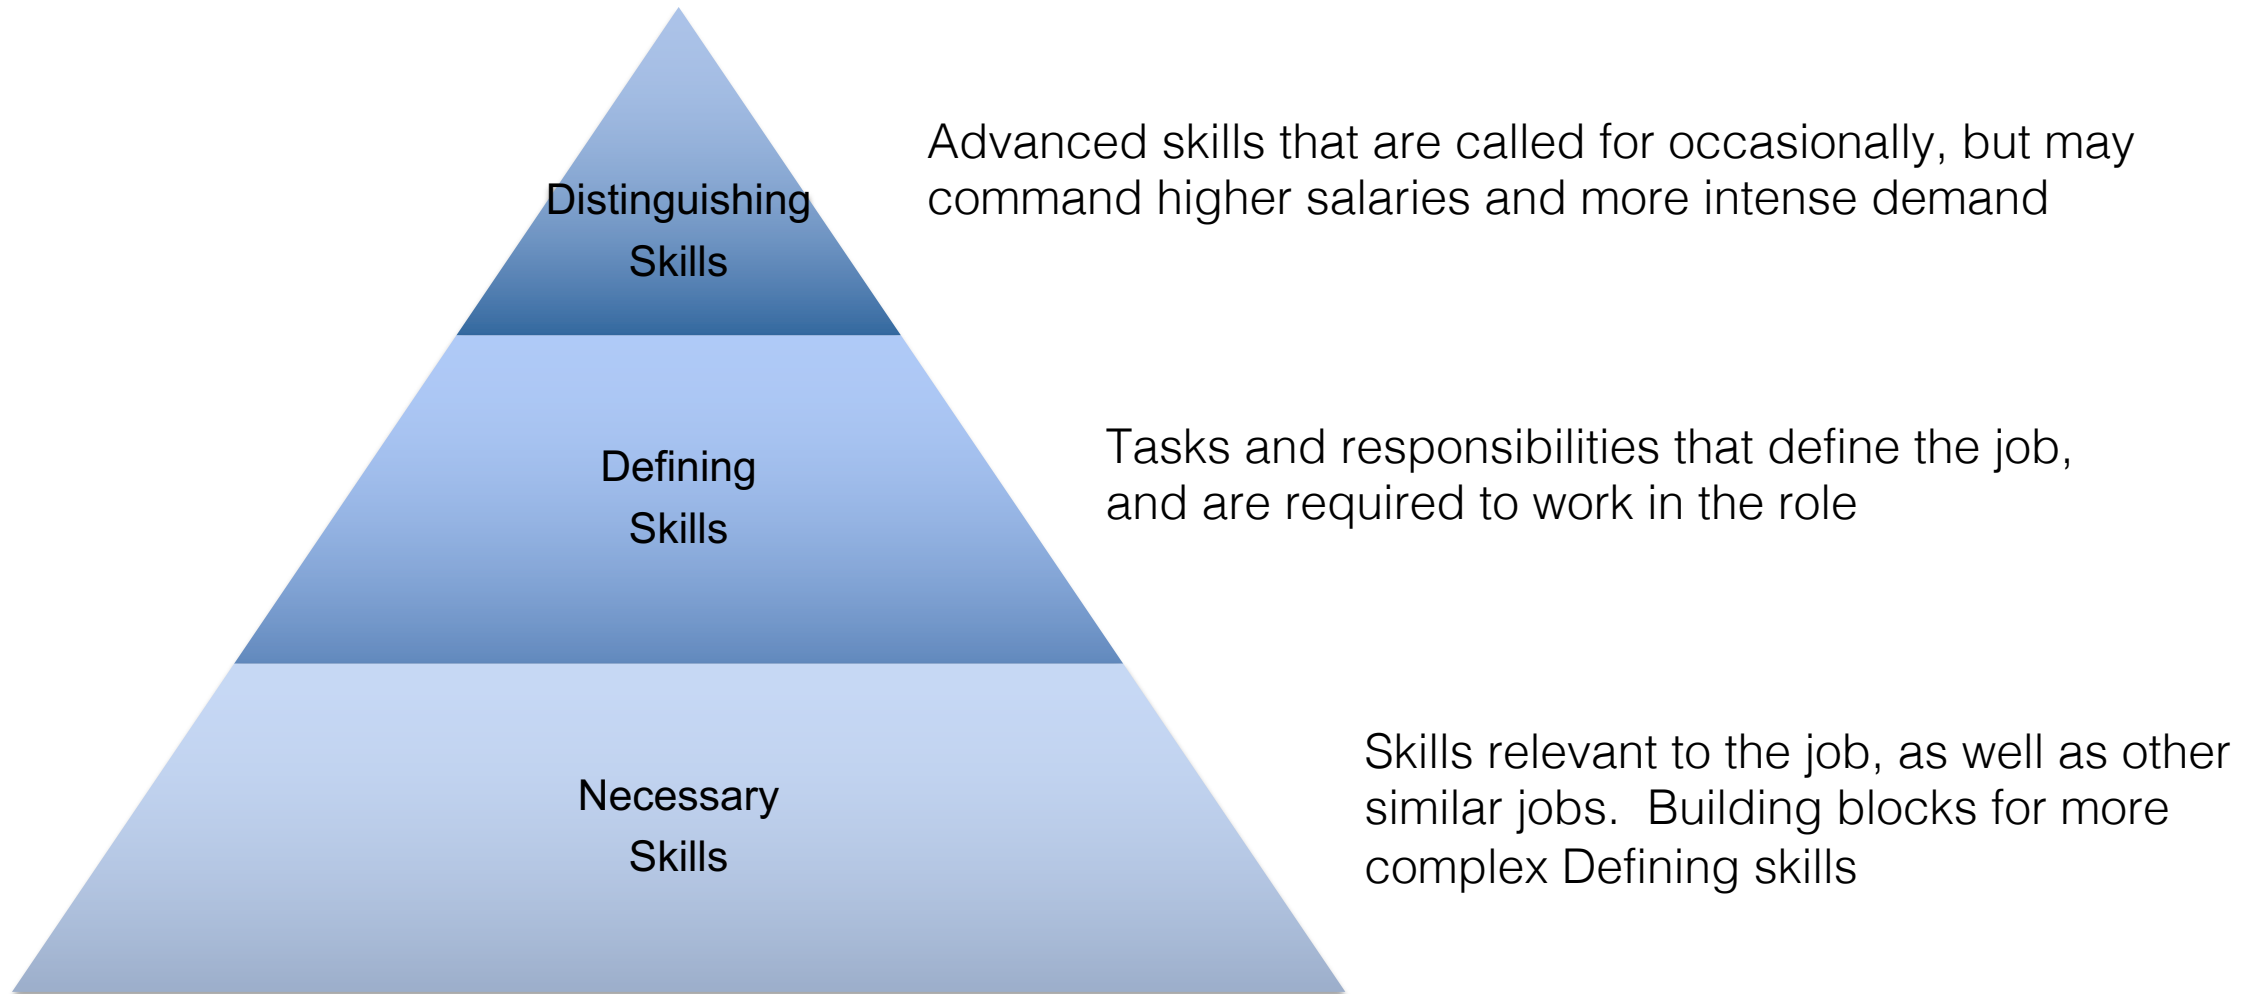 Distinguishing
Skills
Advanced skills that are called for occasionally, but may
command higher salaries and more intense demand
Defining
Skills
Tasks and responsibilities that define the job,
and are required to work in the role
Necessary
Skills
Skills relevant to the job, as well as other
similar jobs.  Building blocks for more
complex Defining skills